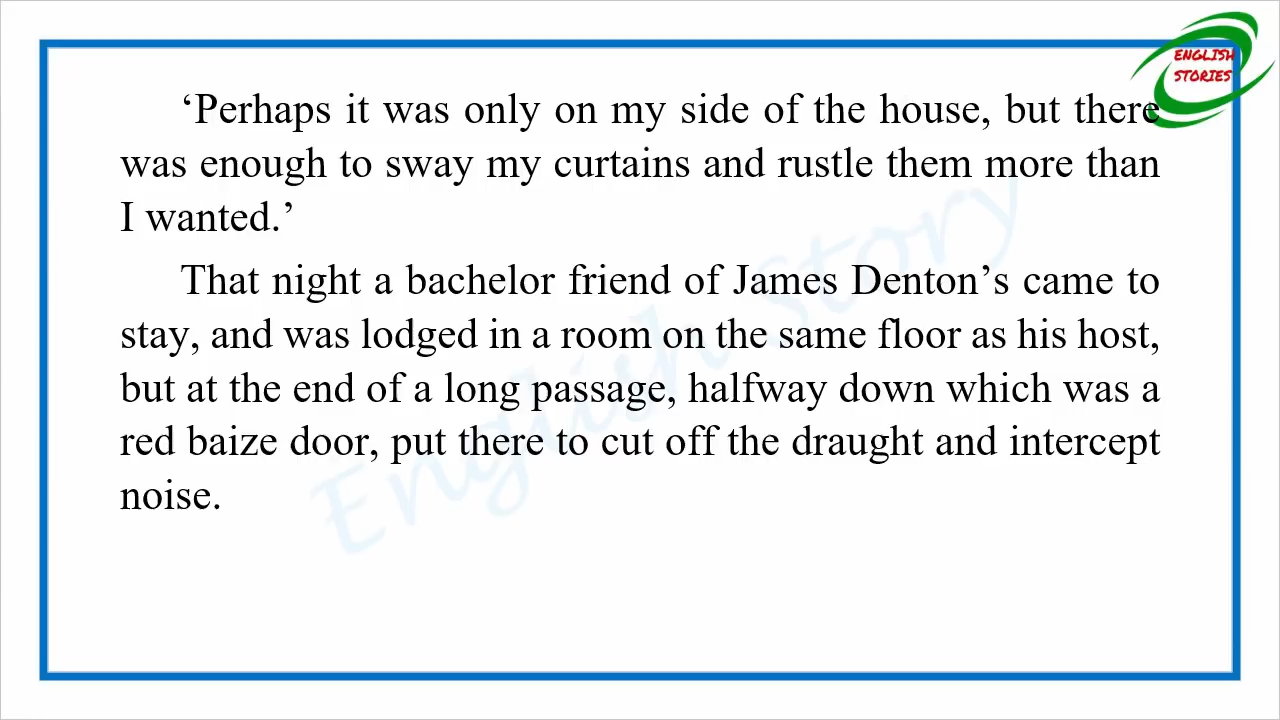 ENGLISH
STORIES
‘Perhaps it was only on my side of the house, but there
was enough to sway my curtains and rustle them more than
I wanted.’
That night a bachelor friend of James Denton’s came to
stay, and was lodged in a room on the same floor as his host,
but at the end of a long passage, halfway down which was a
red baize door, put there to cut off the draught and intercept
noise.
English Story